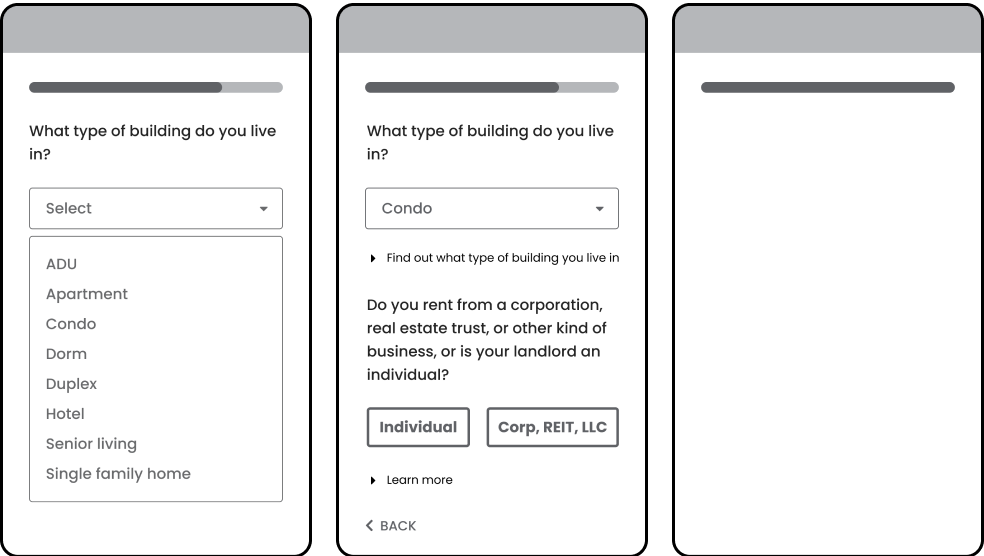 What type of building do you live
in?
Select
ADU
Apartment
Condo
Dorm
Duplex
Hotel
Senior living
Single family home
What type of building do you live
in?
Condo
Find out what type of building you live in
Do you rent from a corporation,
real estate trust, or other kind of
business, or is your landlord an
individual?
Individual
Corp, REIT, LLC
Learn more
BACK